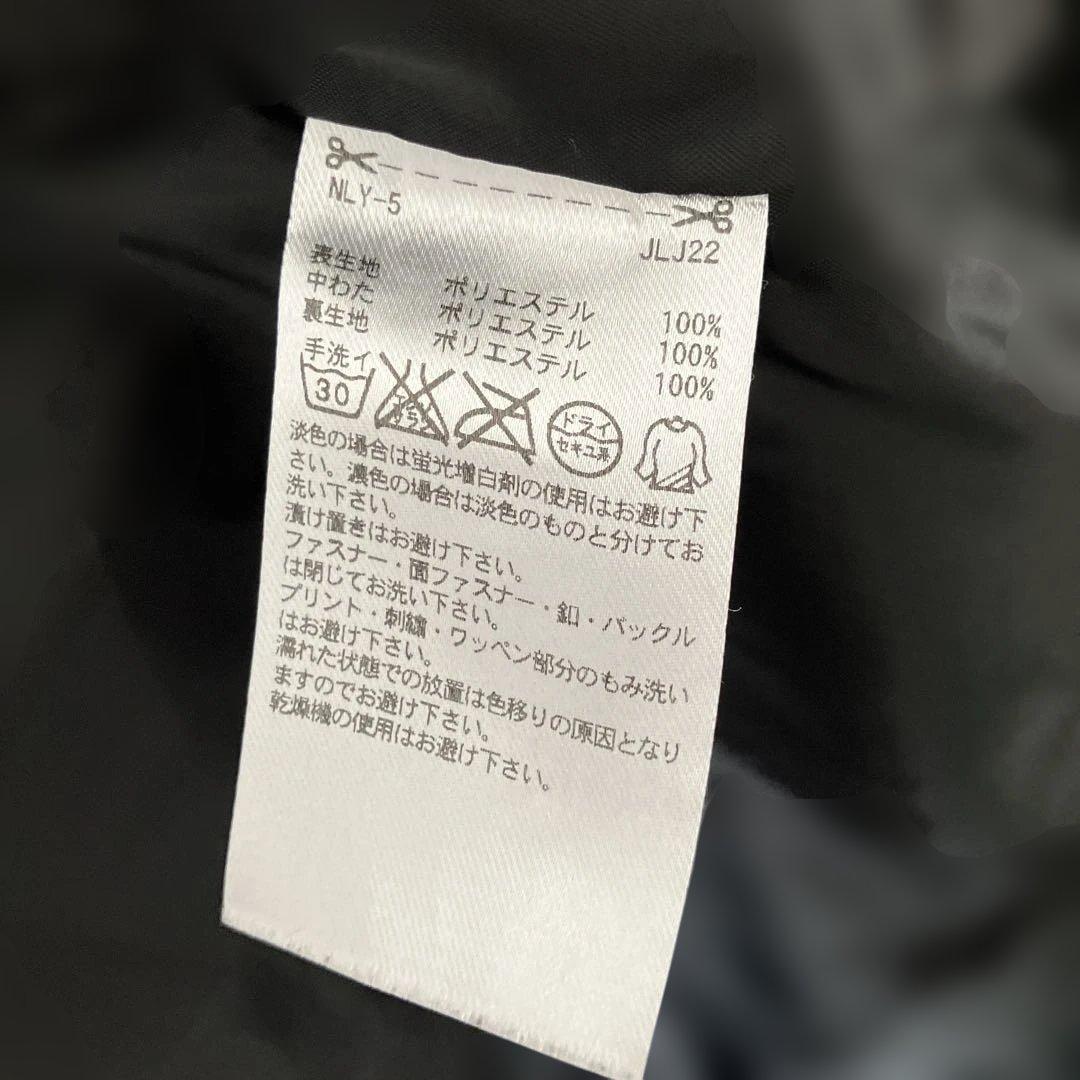 NLY-5
JLJ22
表生地 ポリエステル 100%
中わた ポリエステル 100%
裏生地 ポリエステル 100%
手洗イ
30
エンソサラシ
ドライ
セキユ系
淡色の場合は蛍光増白剤の使用はお避け下
さい。濃色の場合は淡色のものと分けてお
洗い下さい。
漬け置きはお避け下さい。
ファスナー・面ファスナー・釦・バックル
は閉じてお洗い下さい。
プリント・刺繍・ワッペン部分のもみ洗い
はお避け下さい。
濡れた状態での放置は色移りの原因となり
ますのでお避け下さい。
乾燥機の使用はお避け下さい。